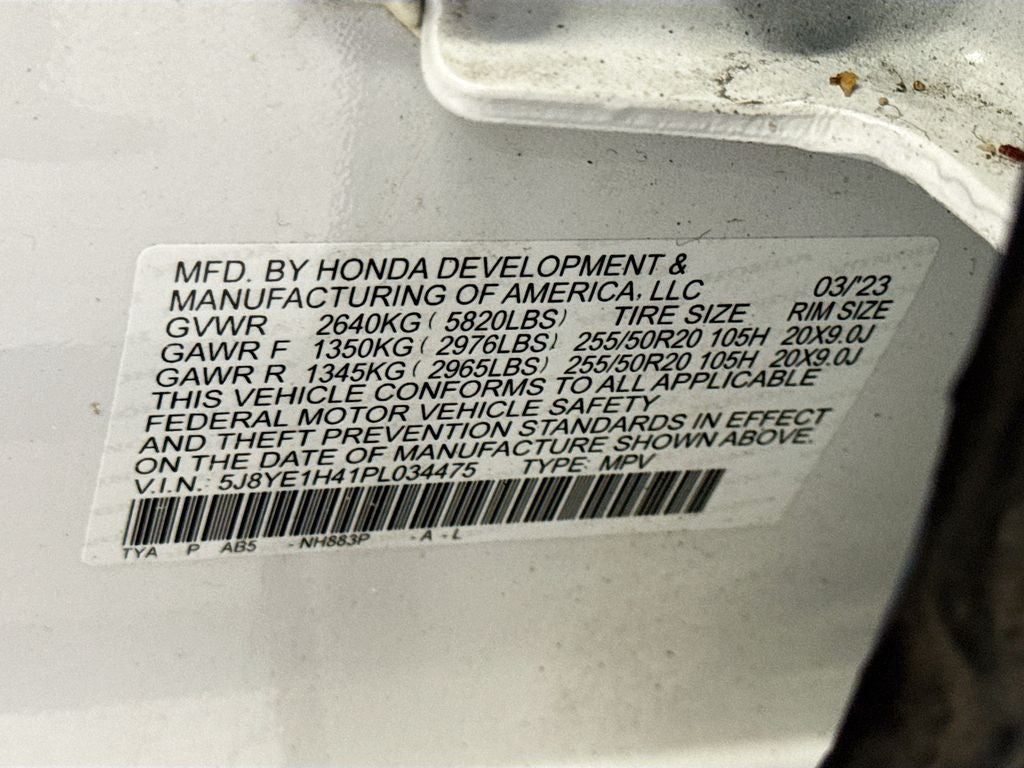 MFD. BY HONDA DEVELOPMENT &
MANUFACTURING OF AMERICA, LLC 03/'23
GVWR 2640KG ( 5820LBS) TIRE SIZE RIM SIZE
GAWR F 1350KG ( 2976LBS) 255/50R20 105H 20X9.0J
GAWR R 1345KG ( 2965LBS) 255/50R20 105H 20X9.0J
THIS VEHICLE CONFORMS TO ALL APPLICABLE
FEDERAL MOTOR VEHICLE SAFETY
AND THEFT PREVENTION STANDARDS IN EFFECT
ON THE DATE OF MANUFACTURE SHOWN ABOVE.
V.I.N.: 5J8YE1H41PL034475 TYPE: MPV
TYA P AB5 -NH883P -A-L